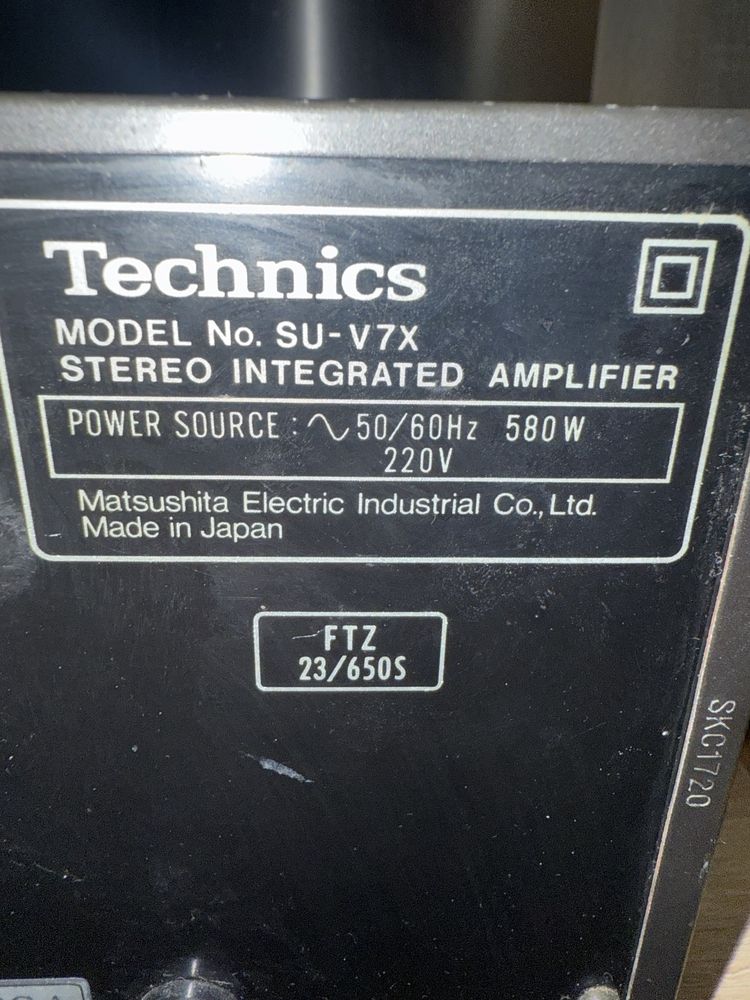 Technics
MODEL No. SU-V7X
STEREO INTEGRATED AMPLIFIER
POWER SOURCE : ∿ 50/60Hz 580W
220V
Matsushita Electric Industrial Co., Ltd.
Made in Japan
FTZ
23/650S
SKC1720